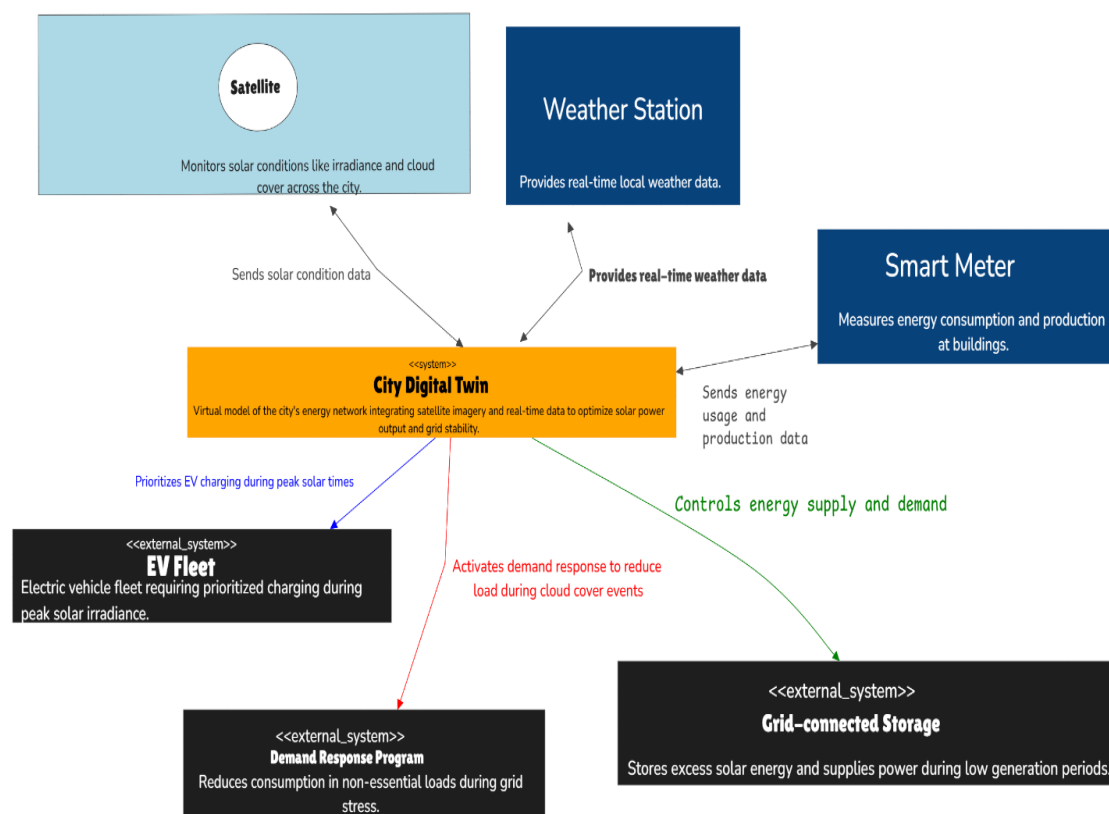 Satellite
Monitors solar conditions like irradiance and cloud
cover across the city.
Weather Station
Provides real-time local weather data.
Smart Meter
Measures energy consumption and production
at buildings.
Sends solar condition data
Provides real-time weather data
Sends energy
usage and
production data
<<system>>
City Digital Twin
Virtual model of the city's energy network integrating satellite imagery and real-time data to optimize solar power
output and grid stability.
Prioritizes EV charging during peak solar times
Controls energy supply and demand
Activates demand response to reduce
load during cloud cover events
<<external_system>>
EV Fleet
Electric vehicle fleet requiring prioritized charging during
peak solar irradiance.
<<external_system>>
Demand Response Program
Reduces consumption in non-essential loads during grid
stress.
<<external_system>>
Grid-connected Storage
Stores excess solar energy and supplies power during low generation periods.